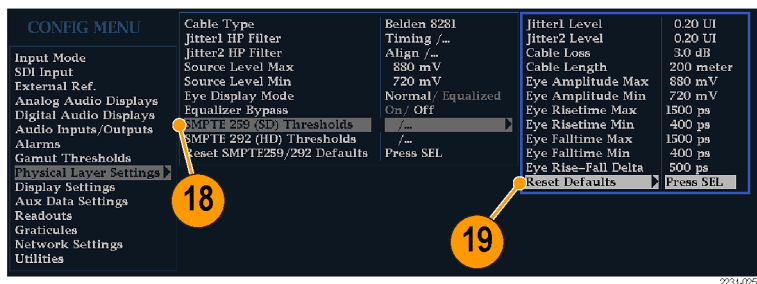 CONFIG MENU
Input Mode
SDI Input
External Ref.
Analog Audio Displays
Digital Audio Displays
Audio Inputs/Outputs
Alarms
Gamut Thresholds
Physical Layer Settings
Display Settings
Aux Data Settings
Readouts
Graticules
Network Settings
Utilities
Cable Type Belden 8281
Jitter1 HP Filter Timing /...
Jitter2 HP Filter Align /...
Source Level Max 880 mV
Source Level Min 720 mV
Eye Display Mode Normal/ Equalized
Equalizer Bypass On/ Off
SMPTE 259 (SD) Thresholds /...
SMPTE 292 (HD) Thresholds /...
Reset SMPTE259/292 Defaults Press SEL
18
Jitter1 Level 0.20 UI
Jitter2 Level 0.20 UI
Cable Loss 3.0 dB
Cable Length 200 meter
Eye Amplitude Max 880 mV
Eye Amplitude Min 720 mV
Eye Risetime Max 1500 ps
Eye Risetime Min 400 ps
Eye Falltime Max 1500 ps
Eye Falltime Min 400 ps
Eye Rise-Fall Delta 500 ps
Reset Defaults Press SEL
19
2231-025